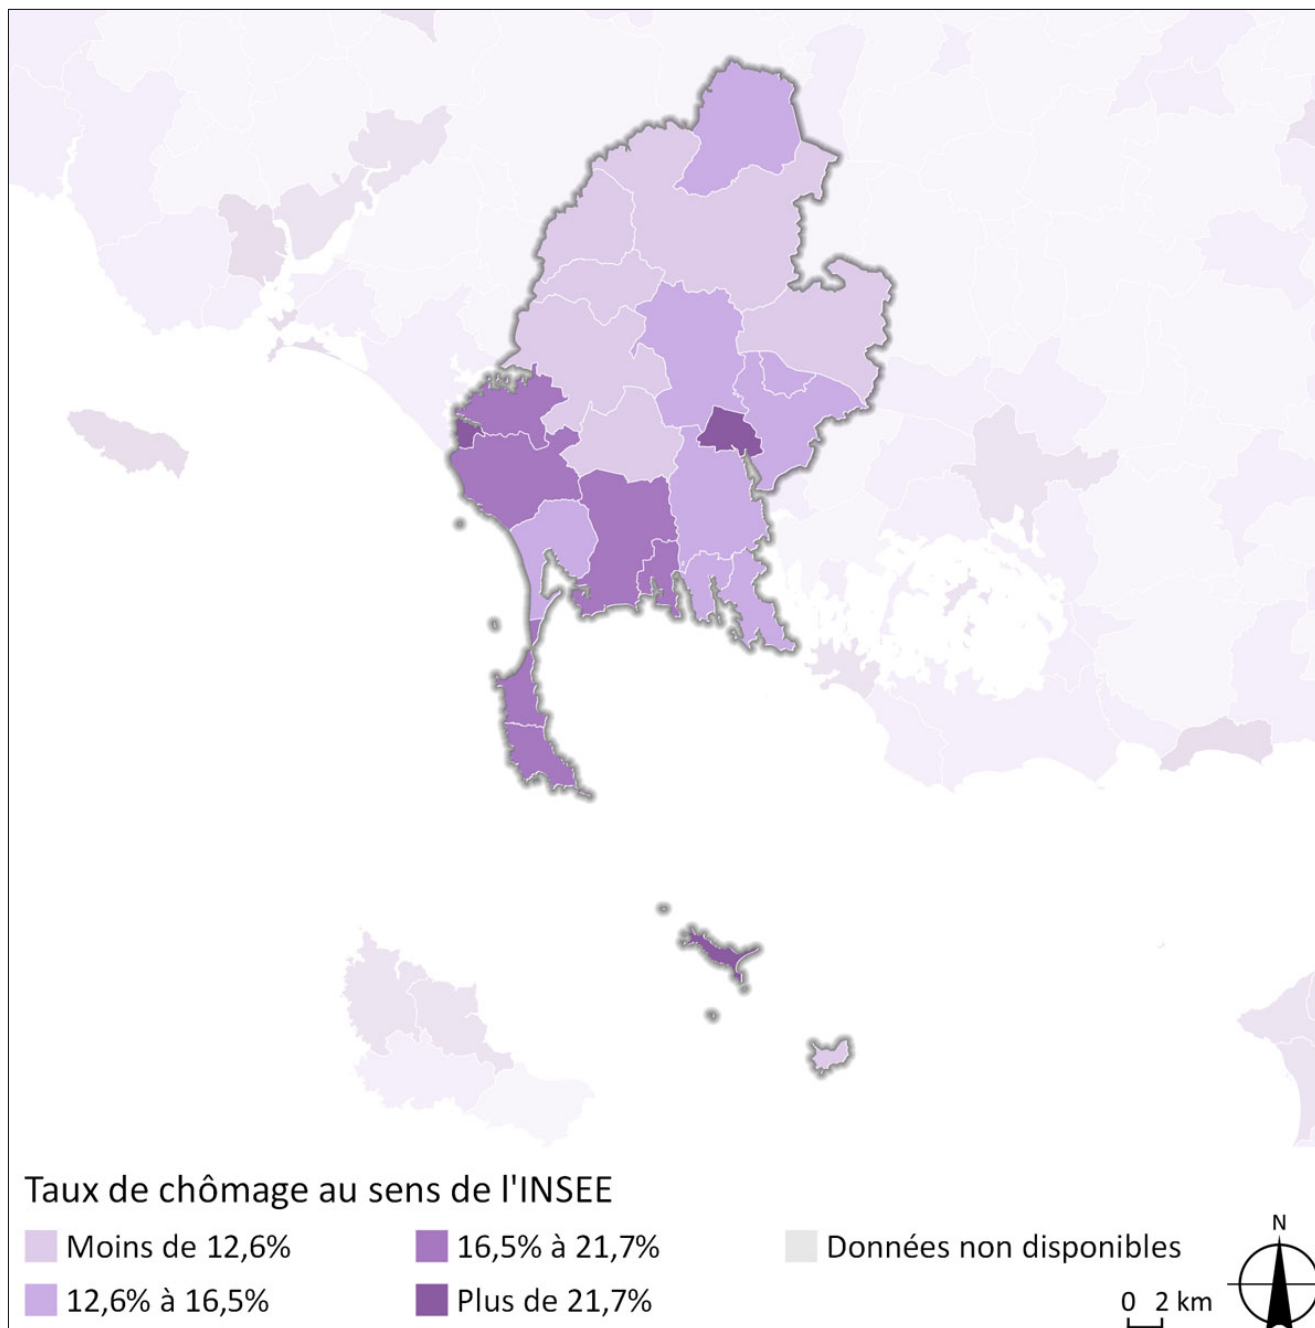 Taux de chômage au sens de l'INSEE
Moins de 12,6%
12,6% à 16,5%
16,5% à 21,7%
Plus de 21,7%
Données non disponibles
0 2 km
N